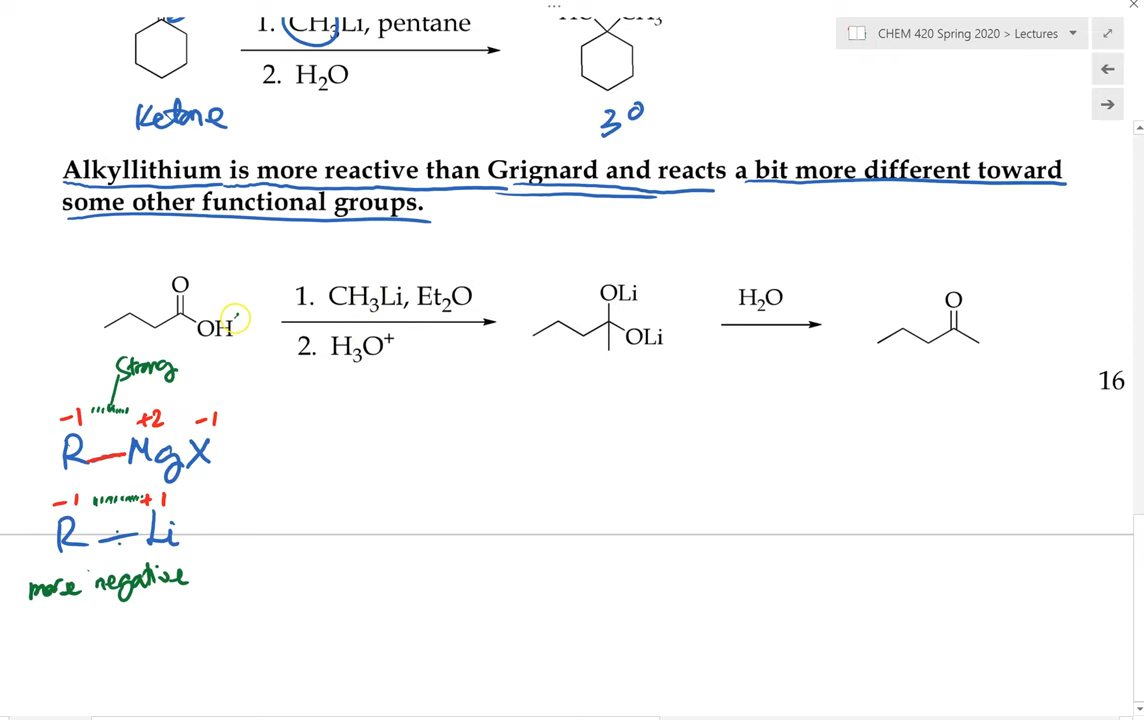 1. CH3Li, pentane
CHEM 420 Spring 2020 > Lectures
2. H2O
CH3
Ketone
3°
Alkyllithium is more reactive than Grignard and reacts a bit more different toward
some other functional groups.
O
OH
1. CH3Li, Et2O
2. H3O+
OLi
OLi
H2O
O
16
Strong
-1 +2 -1
R—MgX
-1 +1
R—Li
more negative